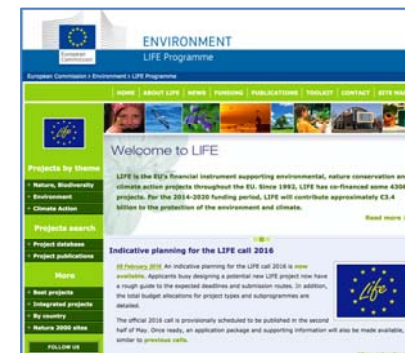 European
Commission
ENVIRONMENT
LIFE Programme
European Commission > Environment > LIFE Programme
HOME | ABOUT LIFE | NEWS | FUNDING | PUBLICATIONS | TOOLKIT | CONTACT | SITE MA
Life
Welcome to LIFE
LIFE is the EU's financial instrument supporting environmental, nature conservation an
climate action projects throughout the EU. Since 1992, LIFE has co-financed some 4306
projects. For the 2014-2020 funding period, LIFE will contribute approximately €3.4
billion to the protection of the environment and climate.
Read more
Projects by theme
Nature, Biodiversity
Environment
Climate Action
Projects search
Project database
Project publications
More
Best projects
Integrated projects
By country
Natura 2000 sites
FOLLOW US
Indicative planning for the LIFE call 2016
08 February 2016 An indicative planning for the LIFE call 2016 is now
available. Applicants busy designing a potential new LIFE project now have
a rough guide to the expected deadlines and submission routes. In addition,
the total budget allocations for project types and subprogrammes are
detailed.
Life
The official 2016 call is provisionally scheduled to be published in the second
half of May. Once ready, an application package and supporting information will also be made available,
similar to previous calls.